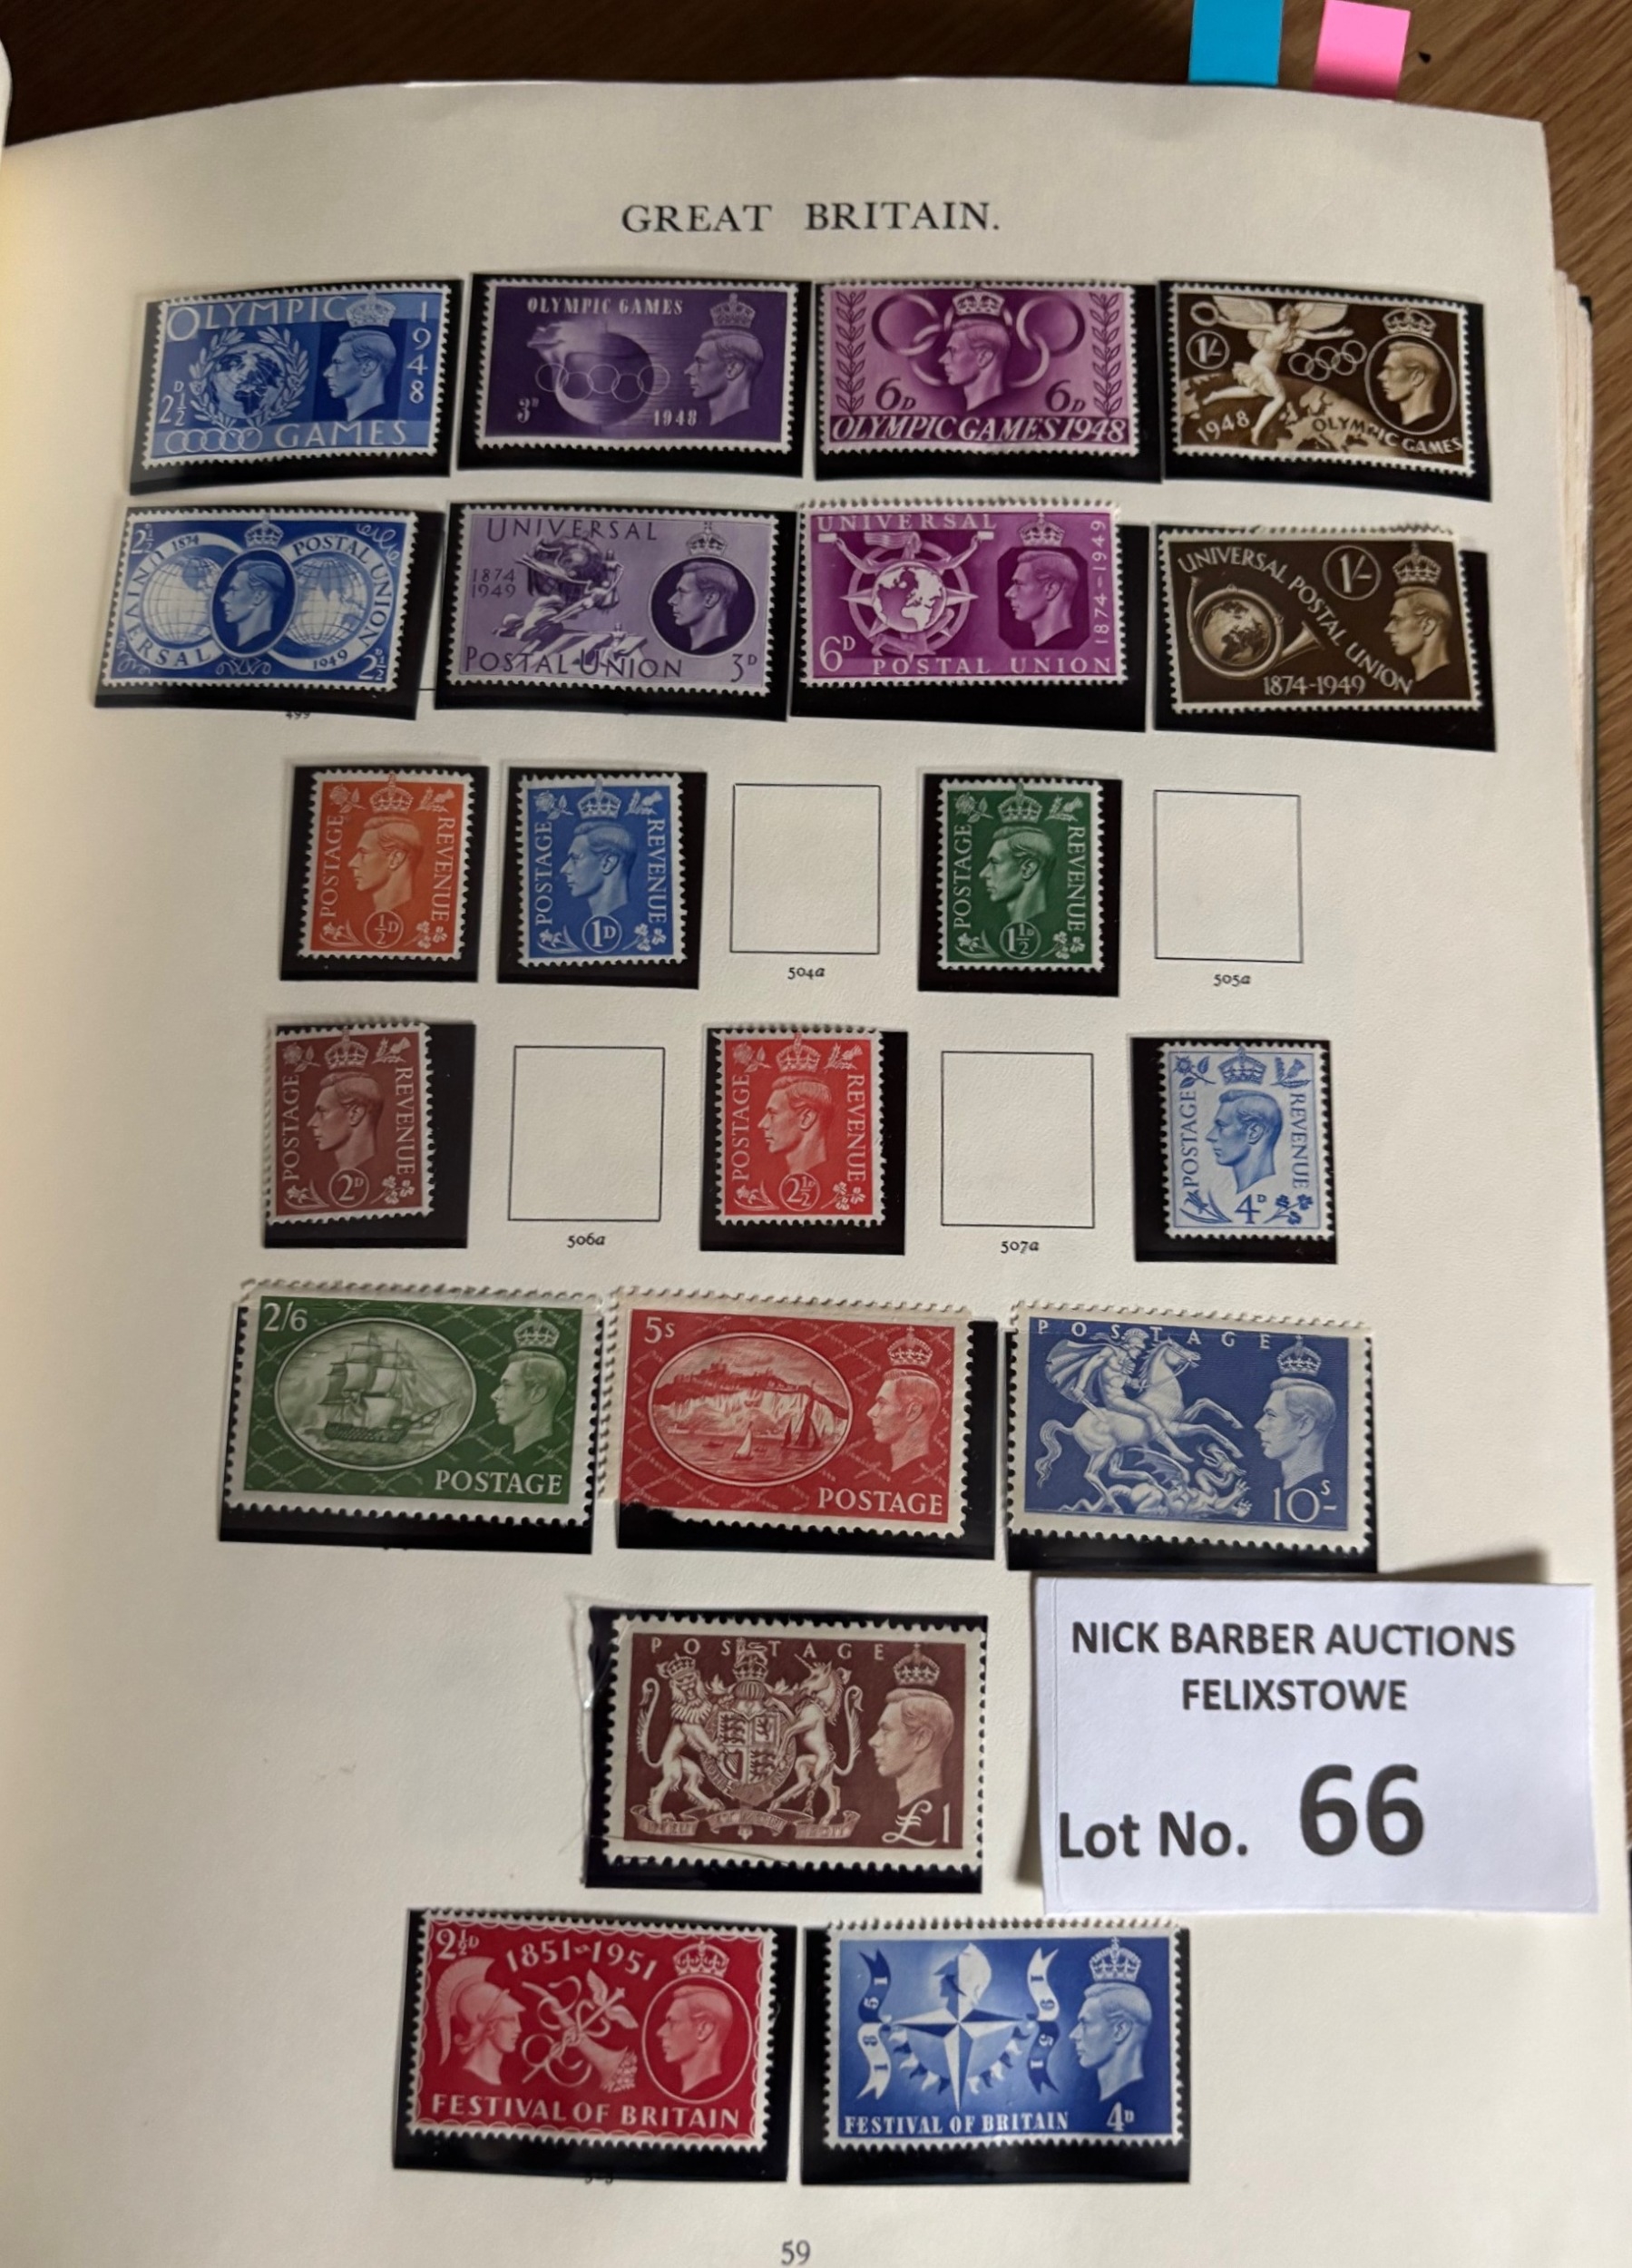 GREAT BRITAIN.
OLYMPIC 1948
2½D
GAMES
OLYMPIC GAMES
3D 1948
6D 6D
OLYMPIC GAMES 1948
1/-
1948 OLYMPIC GAMES
2½D UNIVERSAL 1874 POSTAL UNION 1949 2½D
UNIVERSAL
1874
1949
POSTAL UNION 3D
UNIVERSAL
1874-1949
6D POSTAL UNION
UNIVERSAL POSTAL UNION 1/-
1874-1949
499
POSTAGE REVENUE ½D
POSTAGE REVENUE 1D
504a
POSTAGE REVENUE 1½D
505a
POSTAGE REVENUE 2D
506a
POSTAGE REVENUE 2½D
507a
POSTAGE REVENUE 4D
2/6
POSTAGE
5S
POSTAGE
POSTAGE
10S-
POSTAGE
£1
NICK BARBER AUCTIONS
FELIXSTOWE
Lot No. 66
2½D 1851-1951
FESTIVAL OF BRITAIN
1851 1951
FESTIVAL OF BRITAIN 4D
59